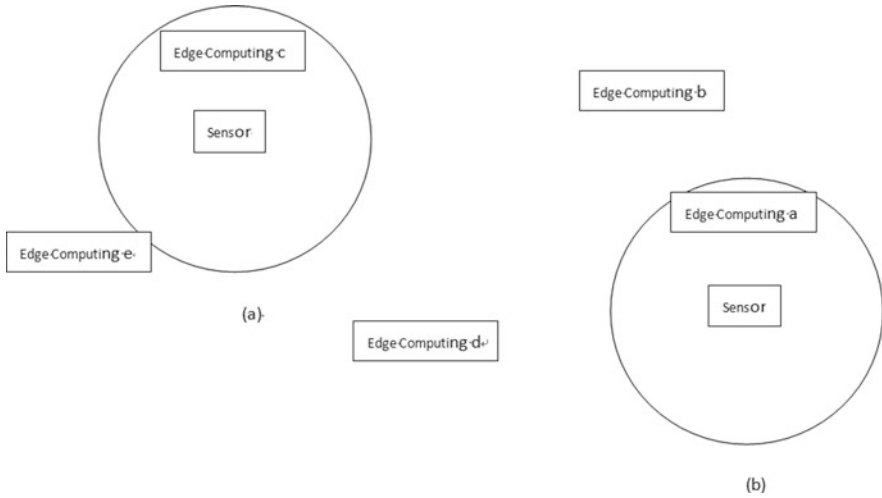 Edge Computing c
Sensor
Edge Computing b
Edge Computing a
Edge Computing e
Sensor
(a)
Edge Computing d
(b)